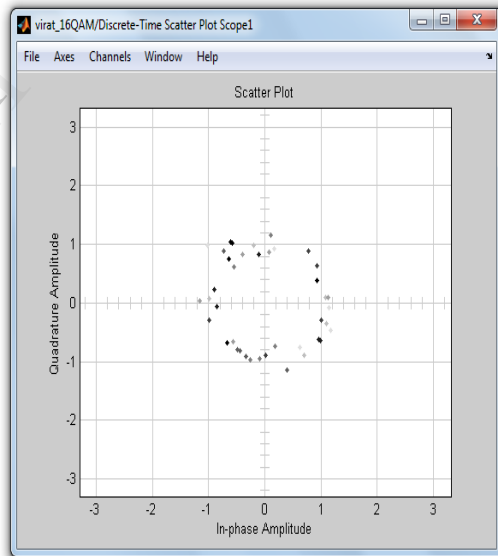 virat_16QAM/Discrete-Time Scatter Plot Scope1
File Axes Channels Window Help
Scatter Plot
Quadrature Amplitude
3
2
1
0
-1
-2
-3
-3 -2 -1 0 1 2 3
In-phase Amplitude